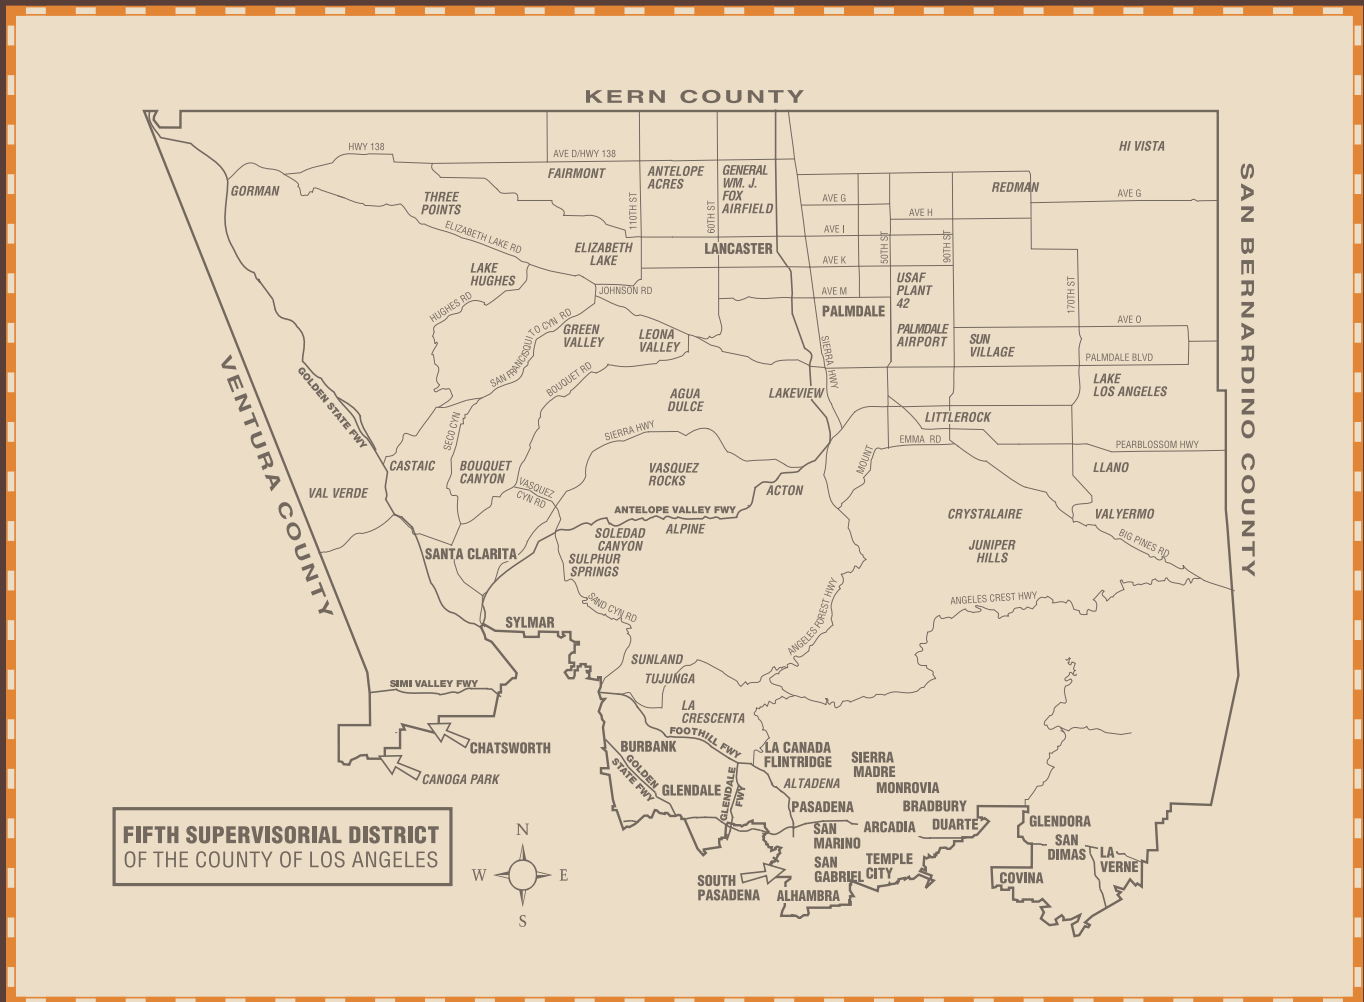 KERN COUNTY
HI VISTA
HWY 138
AVE D/HWY 138
GORMAN
THREE
POINTS
FAIRMONT
ANTELOPE
ACRES
GENERAL
WM. J.
FOX
AIRFIELD
REDMAN
AVE G
AVE G
AVE H
AVE I
110TH ST
60TH ST
50TH ST
90TH ST
ELIZABETH LAKE RD
ELIZABETH
LAKE
LANCASTER
AVE K
LAKE
HUGHES
HUGHES RD
JOHNSON RD
AVE M
USAF
PLANT
42
170TH ST
PALMDALE
SAN FRANCISQUITO CYN RD
GREEN
VALLEY
LEONA
VALLEY
PALMDALE
AIRPORT
SUN
VILLAGE
AVE O
PALMDALE BLVD
SIERRA HWY
GOLDEN STATE FWY
BOUQUET RD
AGUA
DULCE
LAKEVIEW
LAKE
LOS ANGELES
LITTLEROCK
SECO CYN
SIERRA HWY
EMMA RD
PEARBLOSSOM HWY
MOUNT
CASTAIC
BOUQUET
CANYON
VASQUEZ
ROCKS
LLANO
VAL VERDE
VASQUEZ
CYN RD
ACTON
ANTELOPE VALLEY FWY
CRYSTALAIRE
VALYERMO
SOLEDAD
CANYON
ALPINE
BIG PINES RD
JUNIPER
HILLS
SANTA CLARITA
SULPHUR
SPRINGS
VENTURA COUNTY
SAN BERNARDINO COUNTY
SAND CYN RD
ANGELES FOREST HWY
ANGELES CREST HWY
SYLMAR
SUNLAND
TUJUNGA
SIMI VALLEY FWY
LA
CRESCENTA
FOOTHILL FWY
CHATSWORTH
CANOGA PARK
BURBANK
GOLDEN
STATE FWY
GLENDALE
GLENDALE
FWY
LA CANADA
FLINTRIDGE
SIERRA
MADRE
ALTADENA
MONROVIA
PASADENA
BRADBURY
SAN
MARINO
ARCADIA
DUARTE
GLENDORA
SAN
DIMAS
LA
VERNE
SAN
GABRIEL
TEMPLE
CITY
COVINA
SOUTH
PASADENA
ALHAMBRA
FIFTH SUPERVISORIAL DISTRICT
OF THE COUNTY OF LOS ANGELES
N
W
E
S